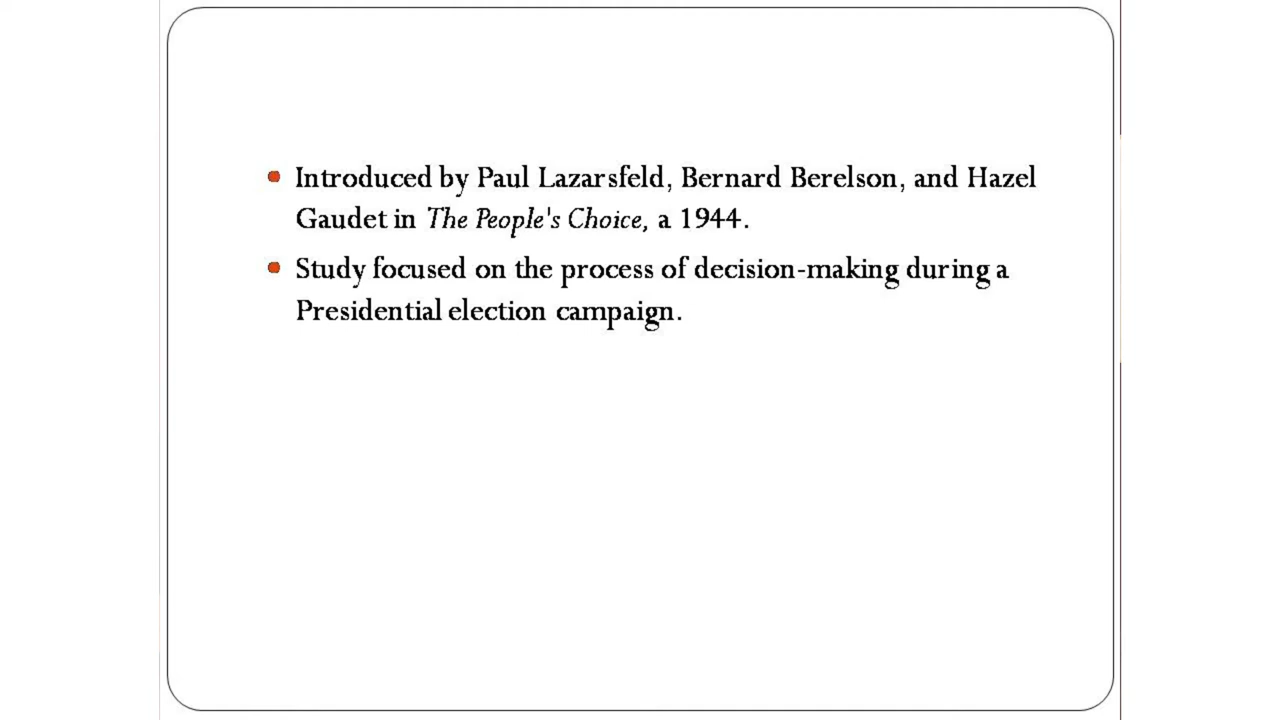 Introduced by Paul Lazarsfeld, Bernard Berelson, and Hazel
Gaudet in The People's Choice, a 1944.
Study focused on the process of decision-making during a
Presidential election campaign.